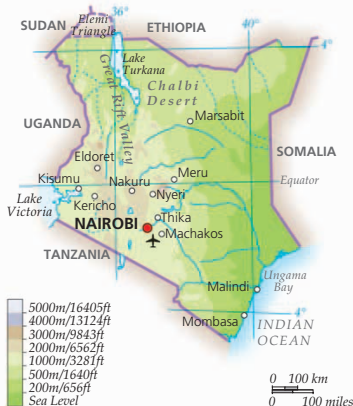 36°
40°
SUDAN
Elemi
Triangle
ETHIOPIA
4°
Lake
Turkana
Great Rift Valley
Chalbi
Desert
Marsabit
UGANDA
SOMALIA
Eldoret
Kisumu
Nakuru
Meru
Equator
Lake
Victoria
Kericho
Nyeri
Thika
NAIROBI
Machakos
TANZANIA
Ungama
Bay
Malindi
Mombasa
4°
INDIAN
OCEAN
5000m/16405ft
4000m/13124ft
3000m/9843ft
2000m/6562ft
1000m/3281ft
500m/1640ft
200m/656ft
Sea Level
0 100 km
0 100 miles